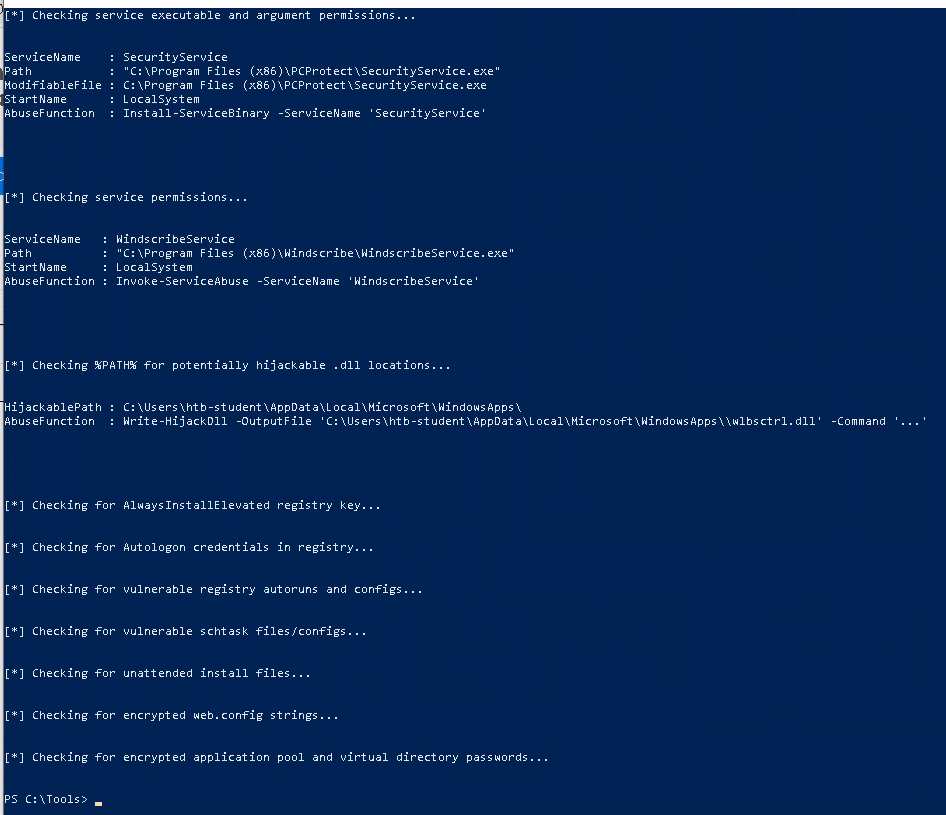 [*] Checking service executable and argument permissions...
ServiceName    : SecurityService
Path           : "C:\Program Files (x86)\PCProtect\SecurityService.exe"
ModifiableFile : C:\Program Files (x86)\PCProtect\SecurityService.exe
StartName      : LocalSystem
AbuseFunction  : Install-ServiceBinary -ServiceName 'SecurityService'
[*] Checking service permissions...
ServiceName   : WindscribeService
Path          : "C:\Program Files (x86)\Windscribe\WindscribeService.exe"
StartName     : LocalSystem
AbuseFunction : Invoke-ServiceAbuse -ServiceName 'WindscribeService'
[*] Checking %PATH% for potentially hijackable .dll locations...
HijackablePath : C:\Users\htb-student\AppData\Local\Microsoft\WindowsApps\
AbuseFunction  : Write-HijackDll -OutputFile 'C:\Users\htb-student\AppData\Local\Microsoft\WindowsApps\\wlbsctrl.dll' -Command '...'
[*] Checking for AlwaysInstallElevated registry key...
[*] Checking for Autologon credentials in registry...
[*] Checking for vulnerable registry autoruns and configs...
[*] Checking for vulnerable schtask files/configs...
[*] Checking for unattended install files...
[*] Checking for encrypted web.config strings...
[*] Checking for encrypted application pool and virtual directory passwords...
PS C:\Tools>